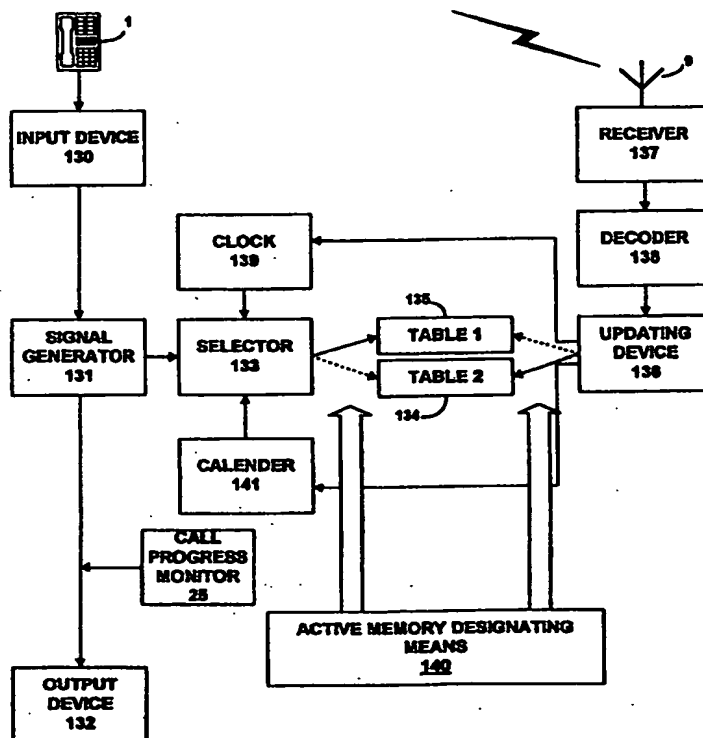 1
9
INPUT DEVICE
130
RECEIVER
137
CLOCK
139
DECODER
138
135
SIGNAL
GENERATOR
131
SELECTOR
133
TABLE 1
TABLE 2
134
UPDATING
DEVICE
136
CALENDER
141
CALL
PROGRESS
MONITOR
25
ACTIVE MEMORY DESIGNATING
MEANS
140
OUTPUT
DEVICE
132